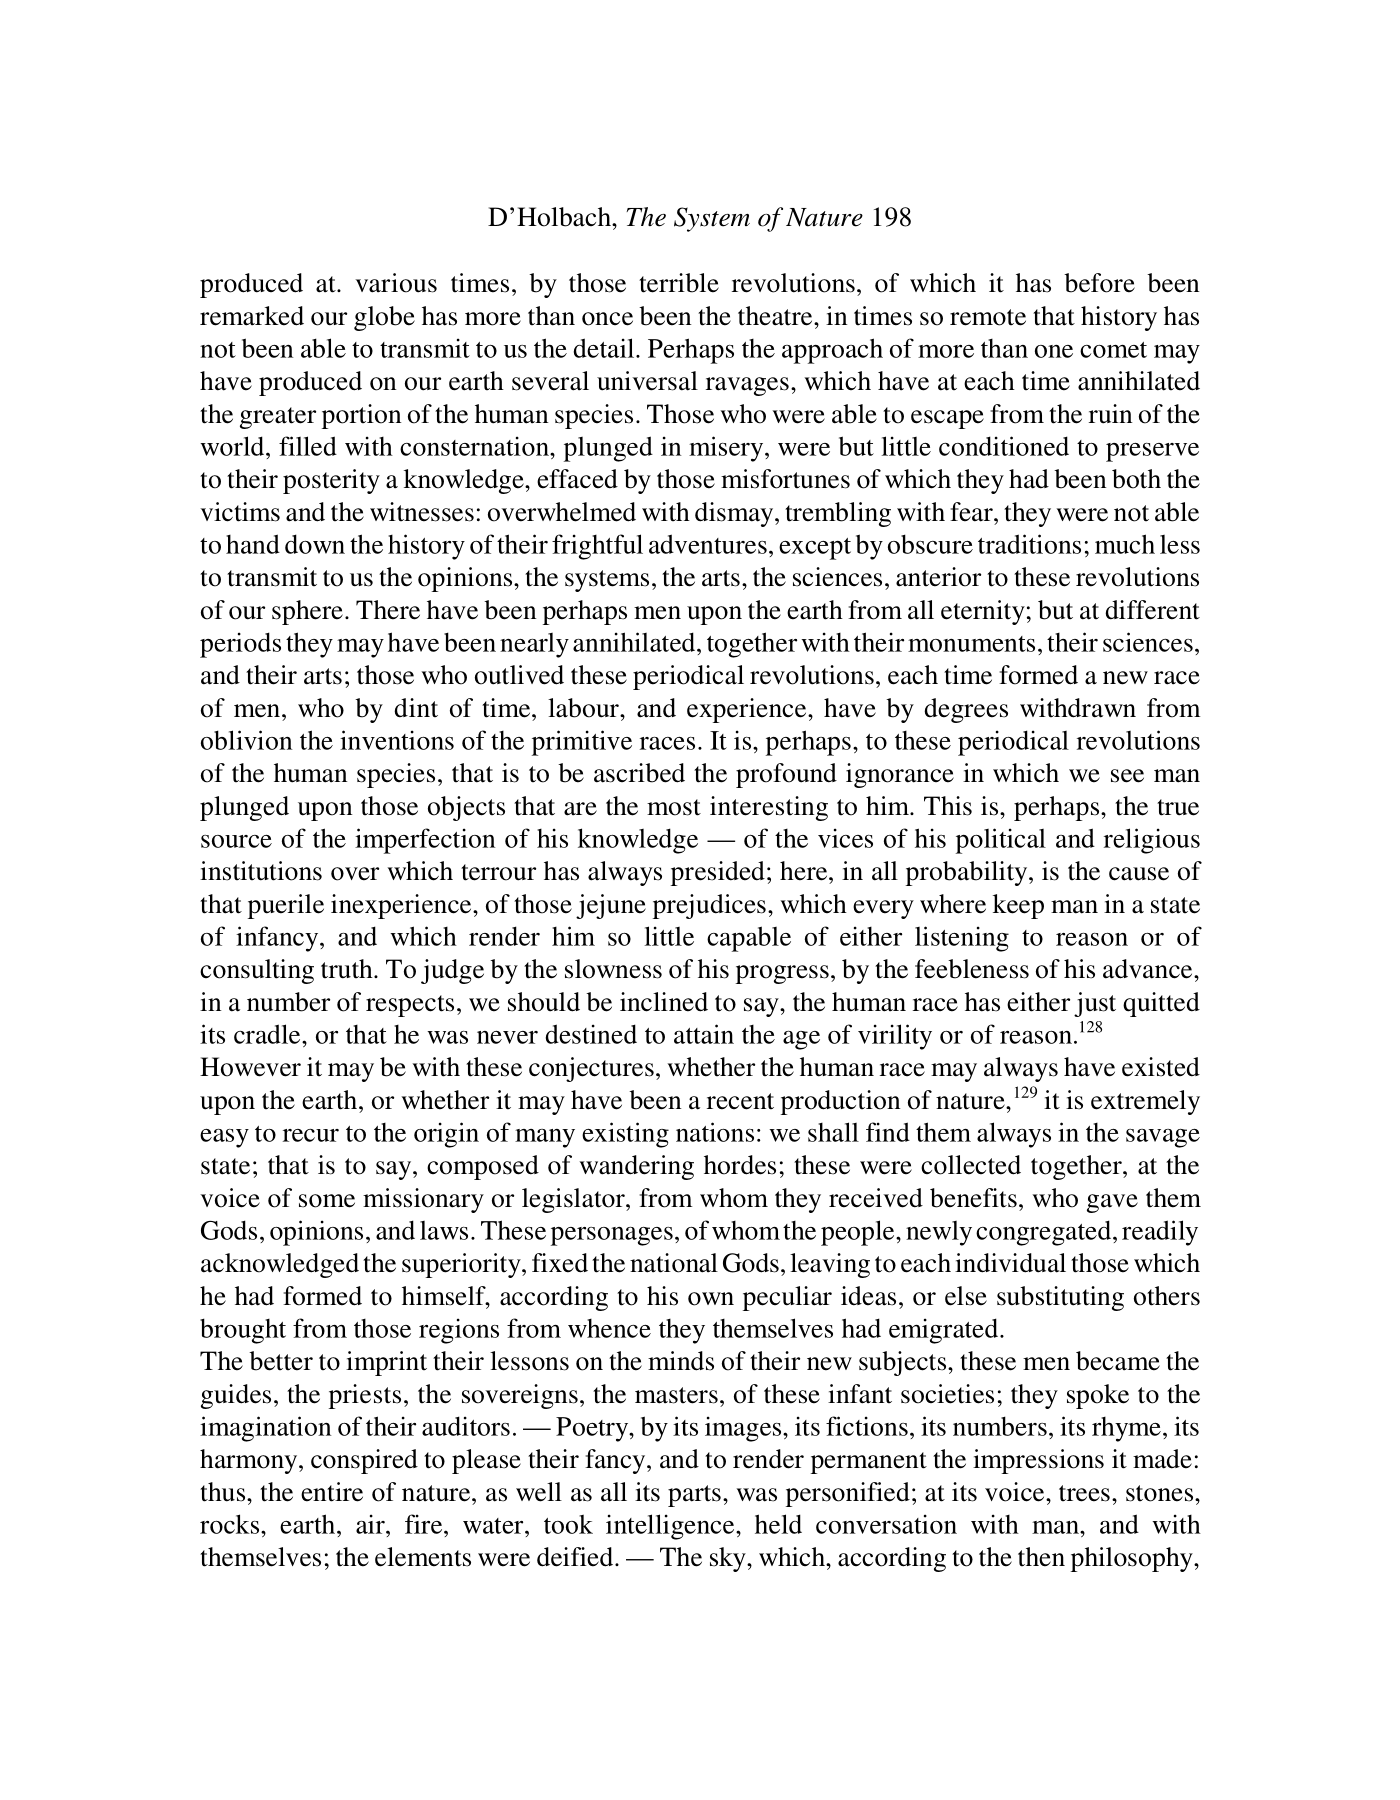 D’Holbach, The System of Nature 198
produced at. various times, by those terrible revolutions, of which it has before been
remarked our globe has more than once been the theatre, in times so remote that history has
not been able to transmit to us the detail. Perhaps the approach of more than one comet may
have produced on our earth several universal ravages, which have at each time annihilated
the greater portion of the human species. Those who were able to escape from the ruin of the
world, filled with consternation, plunged in misery, were but little conditioned to preserve
to their posterity a knowledge, effaced by those misfortunes of which they had been both the
victims and the witnesses: overwhelmed with dismay, trembling with fear, they were not able
to hand down the history of their frightful adventures, except by obscure traditions; much less
to transmit to us the opinions, the systems, the arts, the sciences, anterior to these revolutions
of our sphere. There have been perhaps men upon the earth from all eternity; but at different
periods they may have been nearly annihilated, together with their monuments, their sciences,
and their arts; those who outlived these periodical revolutions, each time formed a new race
of men, who by dint of time, labour, and experience, have by degrees withdrawn from
oblivion the inventions of the primitive races. It is, perhaps, to these periodical revolutions
of the human species, that is to be ascribed the profound ignorance in which we see man
plunged upon those objects that are the most interesting to him. This is, perhaps, the true
source of the imperfection of his knowledge — of the vices of his political and religious
institutions over which terrour has always presided; here, in all probability, is the cause of
that puerile inexperience, of those jejune prejudices, which every where keep man in a state
of infancy, and which render him so little capable of either listening to reason or of
consulting truth. To judge by the slowness of his progress, by the feebleness of his advance,
in a number of respects, we should be inclined to say, the human race has either just quitted
its cradle, or that he was never destined to attain the age of virility or of reason.128
However it may be with these conjectures, whether the human race may always have existed
upon the earth, or whether it may have been a recent production of nature,129 it is extremely
easy to recur to the origin of many existing nations: we shall find them always in the savage
state; that is to say, composed of wandering hordes; these were collected together, at the
voice of some missionary or legislator, from whom they received benefits, who gave them
Gods, opinions, and laws. These personages, of whom the people, newly congregated, readily
acknowledged the superiority, fixed the national Gods, leaving to each individual those which
he had formed to himself, according to his own peculiar ideas, or else substituting others
brought from those regions from whence they themselves had emigrated.
The better to imprint their lessons on the minds of their new subjects, these men became the
guides, the priests, the sovereigns, the masters, of these infant societies; they spoke to the
imagination of their auditors. — Poetry, by its images, its fictions, its numbers, its rhyme, its
harmony, conspired to please their fancy, and to render permanent the impressions it made:
thus, the entire of nature, as well as all its parts, was personified; at its voice, trees, stones,
rocks, earth, air, fire, water, took intelligence, held conversation with man, and with
themselves; the elements were deified. — The sky, which, according to the then philosophy,